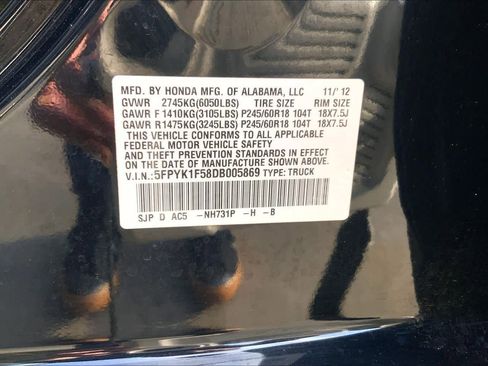 MFD. BY HONDA MFG. OF ALABAMA, LLC 11/'12
GVWR 2745KG(6050LBS) TIRE SIZE RIM SIZE
GAWR F 1410KG(3105LBS) P245/60R18 104T 18X7.5J
GAWR R1475KG(3245LBS) P245/60R18 104T 18X7.5J
THIS VEHICLE CONFORMS TO ALL APPLICABLE
FEDERAL MOTOR VEHICLE SAFETY
AND THEFT PREVENTION STANDARDS IN EFFECT ON
THE DATE OF MANUFACTURE SHOWN ABOVE.
V.I.N.:5FPYK1F58DB005869 TYPE:TRUCK
SJP D AC5 -NH731P -H -B